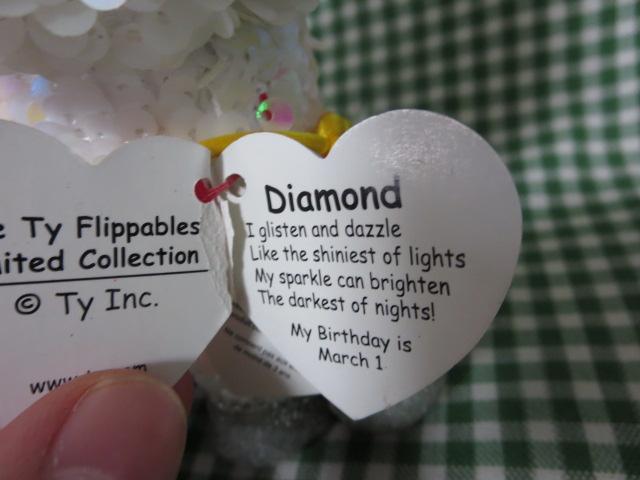 Ty Flippables
Collection
© Ty Inc.
Diamond
I glisten and dazzle
Like the shiniest of lights
My sparkle can brighten
The darkest of nights!
My Birthday is
March 1